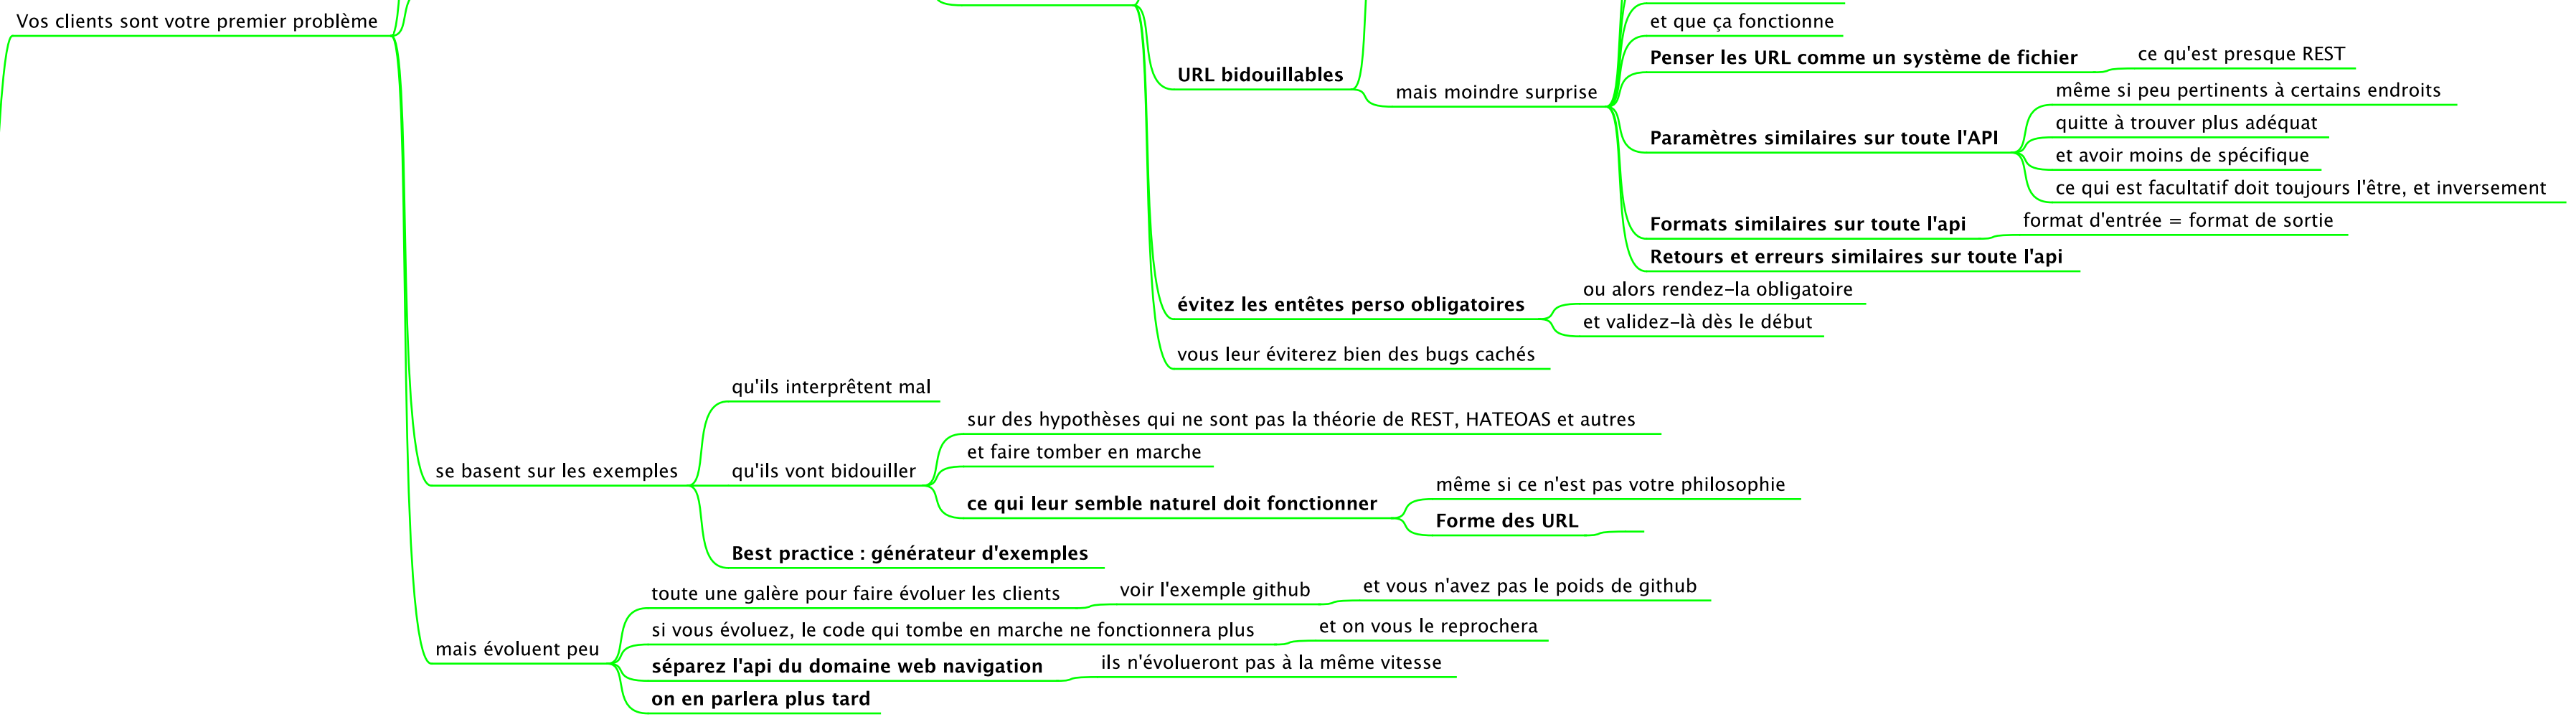 Vos clients sont votre premier problème
et que ça fonctionne
URL bidouillables
mais moindre surprise
Penser les URL comme un système de fichier
ce qu'est presque REST
Paramètres similaires sur toute l'API
même si peu pertinents à certains endroits
quitte à trouver plus adéquat
et avoir moins de spécifique
ce qui est facultatif doit toujours l'être, et inversement
Formats similaires sur toute l'api
format d'entrée = format de sortie
Retours et erreurs similaires sur toute l'api
évitez les entêtes perso obligatoires
ou alors rendez-la obligatoire
et validez-là dès le début
vous leur éviterez bien des bugs cachés
se basent sur les exemples
qu'ils interprêtent mal
qu'ils vont bidouiller
sur des hypothèses qui ne sont pas la théorie de REST, HATEOAS et autres
et faire tomber en marche
ce qui leur semble naturel doit fonctionner
même si ce n'est pas votre philosophie
Forme des URL
Best practice : générateur d'exemples
mais évoluent peu
toute une galère pour faire évoluer les clients
voir l'exemple github
et vous n'avez pas le poids de github
si vous évoluez, le code qui tombe en marche ne fonctionnera plus
et on vous le reprochera
séparez l'api du domaine web navigation
ils n'évolueront pas à la même vitesse
on en parlera plus tard